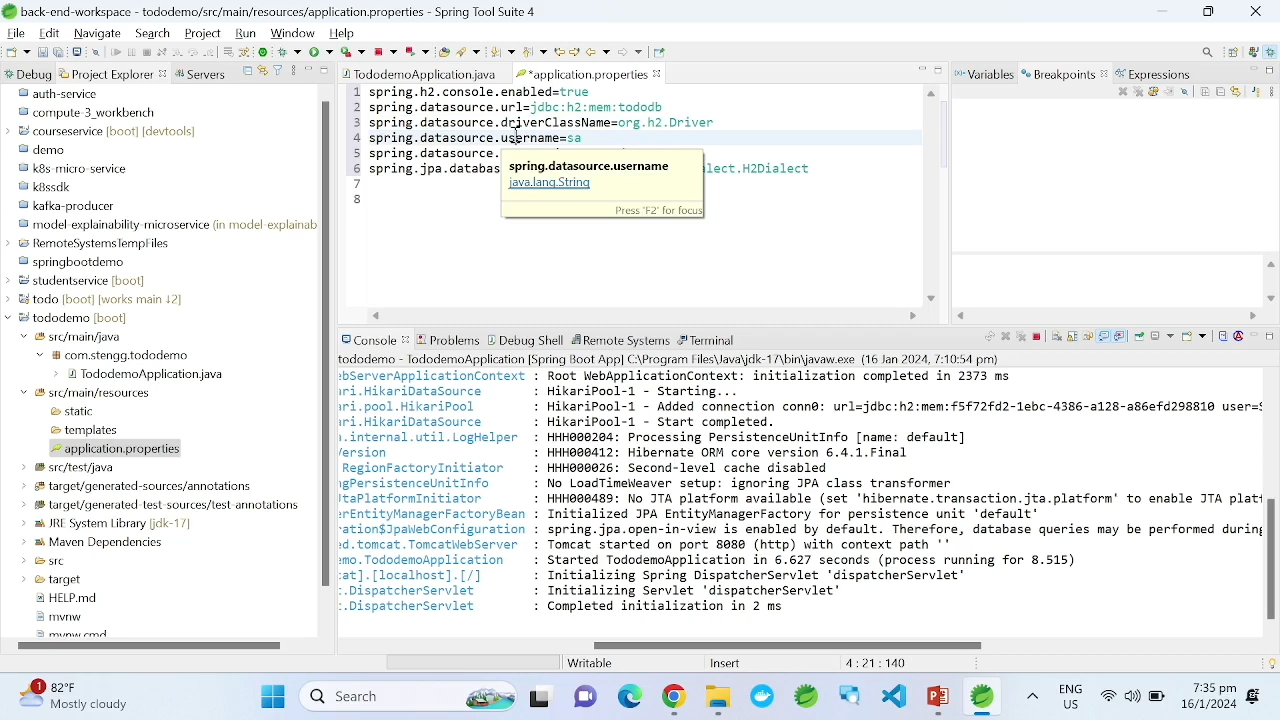 back-end-workspace - tododemo/src/main/resources/application.properties - Spring Tool Suite 4
File Edit Navigate Search Project Run Window Help
Debug Project Explorer Servers
TododemoApplication.java *application.properties
Variables Breakpoints Expressions
auth-service
compute-3_workbench
courseservice [boot] [devtools]
demo
k8s-micro-service
k8ssdk
kafka-producer
model-explainability-microservice (in model-explainab
RemoteSystemsTempFiles
springbootdemo
studentservice [boot]
todo [boot] [works main ↓2]
tododemo [boot]
src/main/java
com.stengg.tododemo
TododemoApplication.java
src/main/resources
static
templates
application.properties
src/test/java
target/generated-sources/annotations
target/generated-test-sources/test-annotations
JRE System Library [jdk-17]
Maven Dependencies
src
target
HELP.md
mvnw
mvnw.cmd
1 spring.h2.console.enabled=true
2 spring.datasource.url=jdbc:h2:mem:tododb
3 spring.datasource.driverClassName=org.h2.Driver
4 spring.datasource.username=sa
5 spring.datasource.
6 spring.jpa.databas alect.H2Dialect
7
8
spring.datasource.username
java.lang.String
Press 'F2' for focus
Console Problems Debug Shell Remote Systems Terminal
tododemo - TododemoApplication [Spring Boot App] C:\Program Files\Java\jdk-17\bin\javaw.exe (16 Jan 2024, 7:10:54 pm)
ebServerApplicationContext : Root WebApplicationContext: initialization completed in 2373 ms
ari.HikariDataSource : HikariPool-1 - Starting...
ari.pool.HikariPool : HikariPool-1 - Added connection conn0: url=jdbc:h2:mem:f5f72fd2-1ebc-4386-a128-a86efd298810 user=S
ari.HikariDataSource : HikariPool-1 - Start completed.
.internal.util.LogHelper : HHH000204: Processing PersistenceUnitInfo [name: default]
Version : HHH000412: Hibernate ORM core version 6.4.1.Final
RegionFactoryInitiator : HHH000026: Second-level cache disabled
ngPersistenceUnitInfo : No LoadTimeWeaver setup: ignoring JPA class transformer
JtaPlatformInitiator : HHH000489: No JTA platform available (set 'hibernate.transaction.jta.platform' to enable JTA plat
erEntityManagerFactoryBean : Initialized JPA EntityManagerFactory for persistence unit 'default'
ration$JpaWebConfiguration : spring.jpa.open-in-view is enabled by default. Therefore, database queries may be performed during
ed.tomcat.TomcatWebServer : Tomcat started on port 8080 (http) with context path ''
emo.TododemoApplication : Started TododemoApplication in 6.627 seconds (process running for 8.515)
cat].[localhost].[/] : Initializing Spring DispatcherServlet 'dispatcherServlet'
t.DispatcherServlet : Initializing Servlet 'dispatcherServlet'
t.DispatcherServlet : Completed initialization in 2 ms
Writable Insert 4 : 21 : 140
1 82°F
Mostly cloudy
Search
ENG
US
7:35 pm
16/1/2024